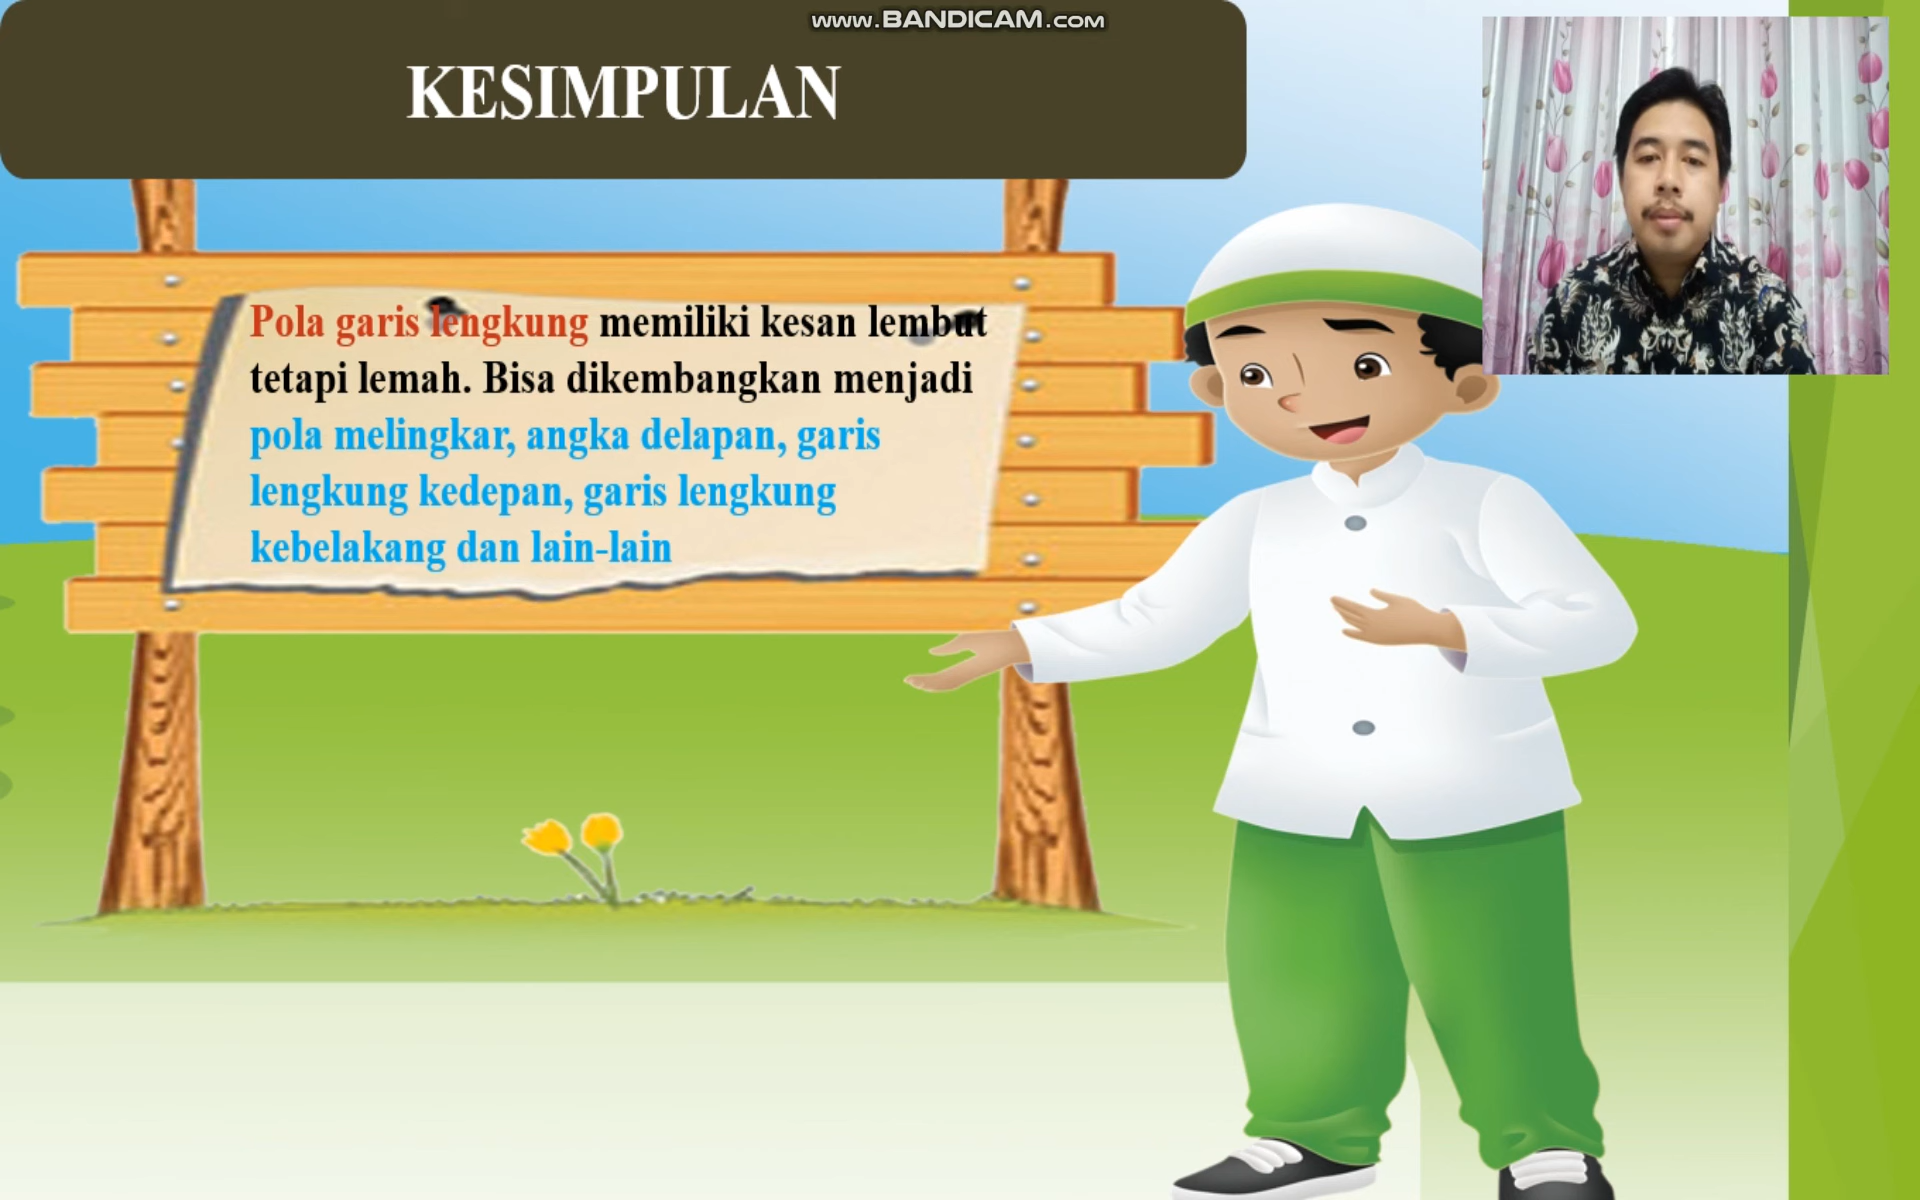 www.BANDICAM.com
KESIMPULAN
Pola garis lengkung memiliki kesan lembut
tetapi lemah. Bisa dikembangkan menjadi
pola melingkar, angka delapan, garis
lengkung kedepan, garis lengkung
kebelakang dan lain-lain